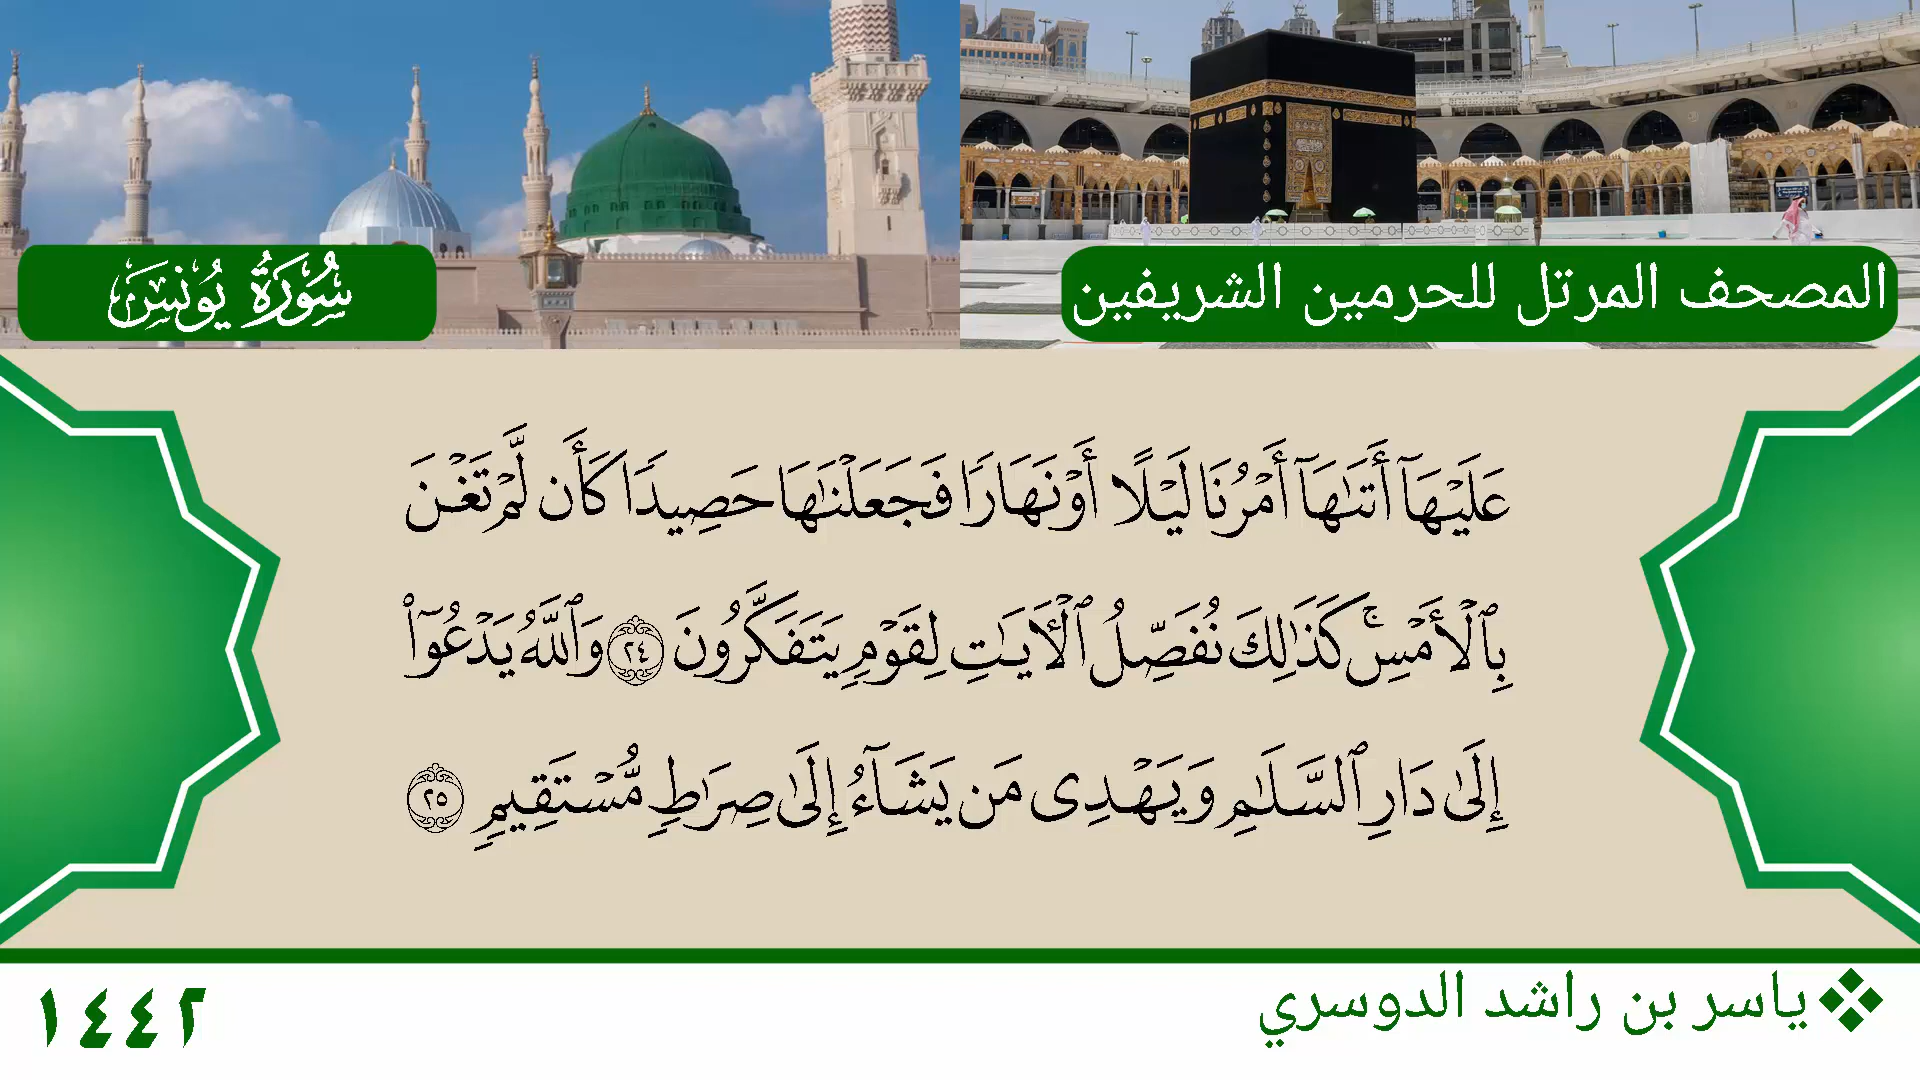 المصحف المرتل للحرمين الشريفين
سُورَةُ يُونُسَ
عَلَيْهَآ أَتَىٰهَآ أَمْرُنَا لَيْلًا أَوْ نَهَارًا فَجَعَلْنَٰهَا حَصِيدًا كَأَن لَّمْ تَغْنَ
بِٱلْأَمْسِ ۚ كَذَٰلِكَ نُفَصِّلُ ٱلْـَٔايَٰتِ لِقَوْمٍ يَتَفَكَّرُونَ ٢٤ وَٱللَّهُ يَدْعُوٓا۟
إِلَىٰ دَارِ ٱلسَّلَٰمِ وَيَهْدِى مَن يَشَآءُ إِلَىٰ صِرَٰطٍ مُّسْتَقِيمٍ ٢٥
ياسر بن راشد الدوسري
١٤٤٢